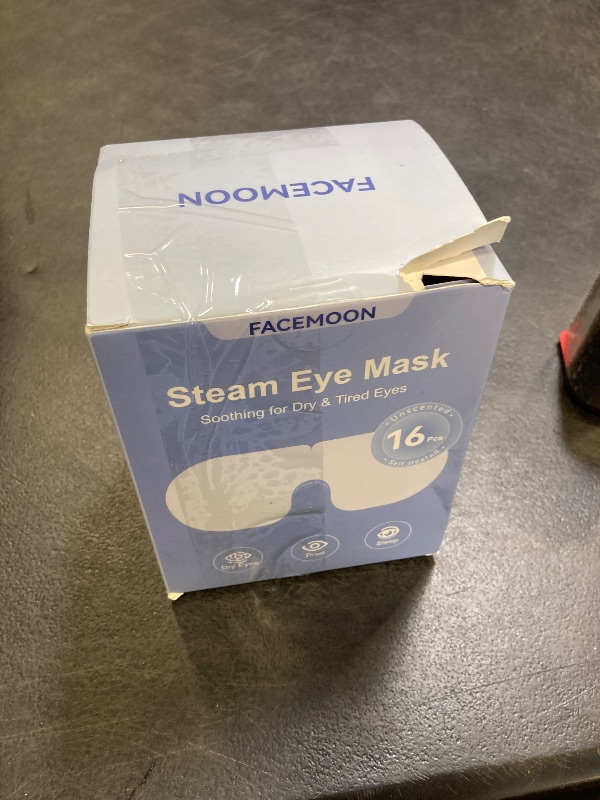 FACEMOON
FACEMOON
Steam Eye Mask
Soothing for Dry & Tired Eyes
Unscented
16 Pcs
Self Heated
Dry Eyes
Tired
Sleep